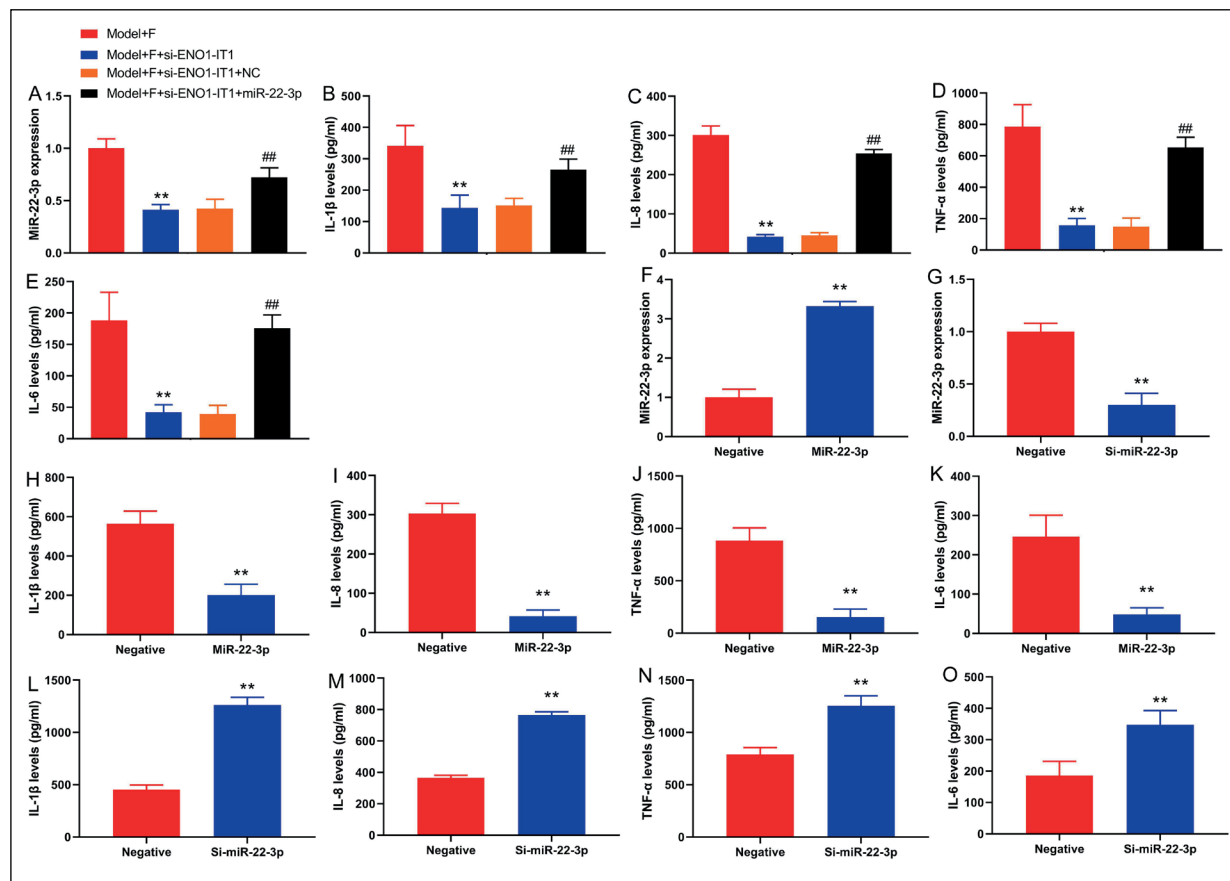 Model+F
Model+F+si-ENO1-IT1
Model+F+si-ENO1-IT1+NC
Model+F+si-ENO1-IT1+miR-22-3p
A
MiR-22-3p expression
1.5
1.0
0.5
0.0
**
##
B
IL-1β levels (pg/ml)
500
400
300
200
100
0
**
##
C
IL-8 levels (pg/ml)
400
300
200
100
50
0
**
##
D
TNF-α levels (pg/ml)
1000
800
600
400
200
0
**
##
E
IL-6 levels (pg/ml)
250
200
150
100
50
0
**
##
F
MiR-22-3p expression
4
3
2
1
0
**
Negative
MiR-22-3p
G
MiR-22-3p expression
1.5
1.0
0.5
0.0
**
Negative
Si-miR-22-3p
H
IL-1β levels (pg/ml)
800
600
400
200
0
**
Negative
MiR-22-3p
I
IL-8 levels (pg/ml)
400
300
200
100
0
**
Negative
MiR-22-3p
J
TNF-α levels (pg/ml)
1500
1000
500
0
**
Negative
MiR-22-3p
K
IL-6 levels (pg/ml)
400
300
200
100
0
**
Negative
MiR-22-3p
L
IL-1β levels (pg/ml)
1500
1000
500
0
**
Negative
Si-miR-22-3p
M
IL-8 levels (pg/ml)
1000
800
600
400
200
0
**
Negative
Si-miR-22-3p
N
TNF-α levels (pg/ml)
1500
1000
500
0
**
Negative
Si-miR-22-3p
O
IL-6 levels (pg/ml)
500
400
300
200
100
0
**
Negative
Si-miR-22-3p